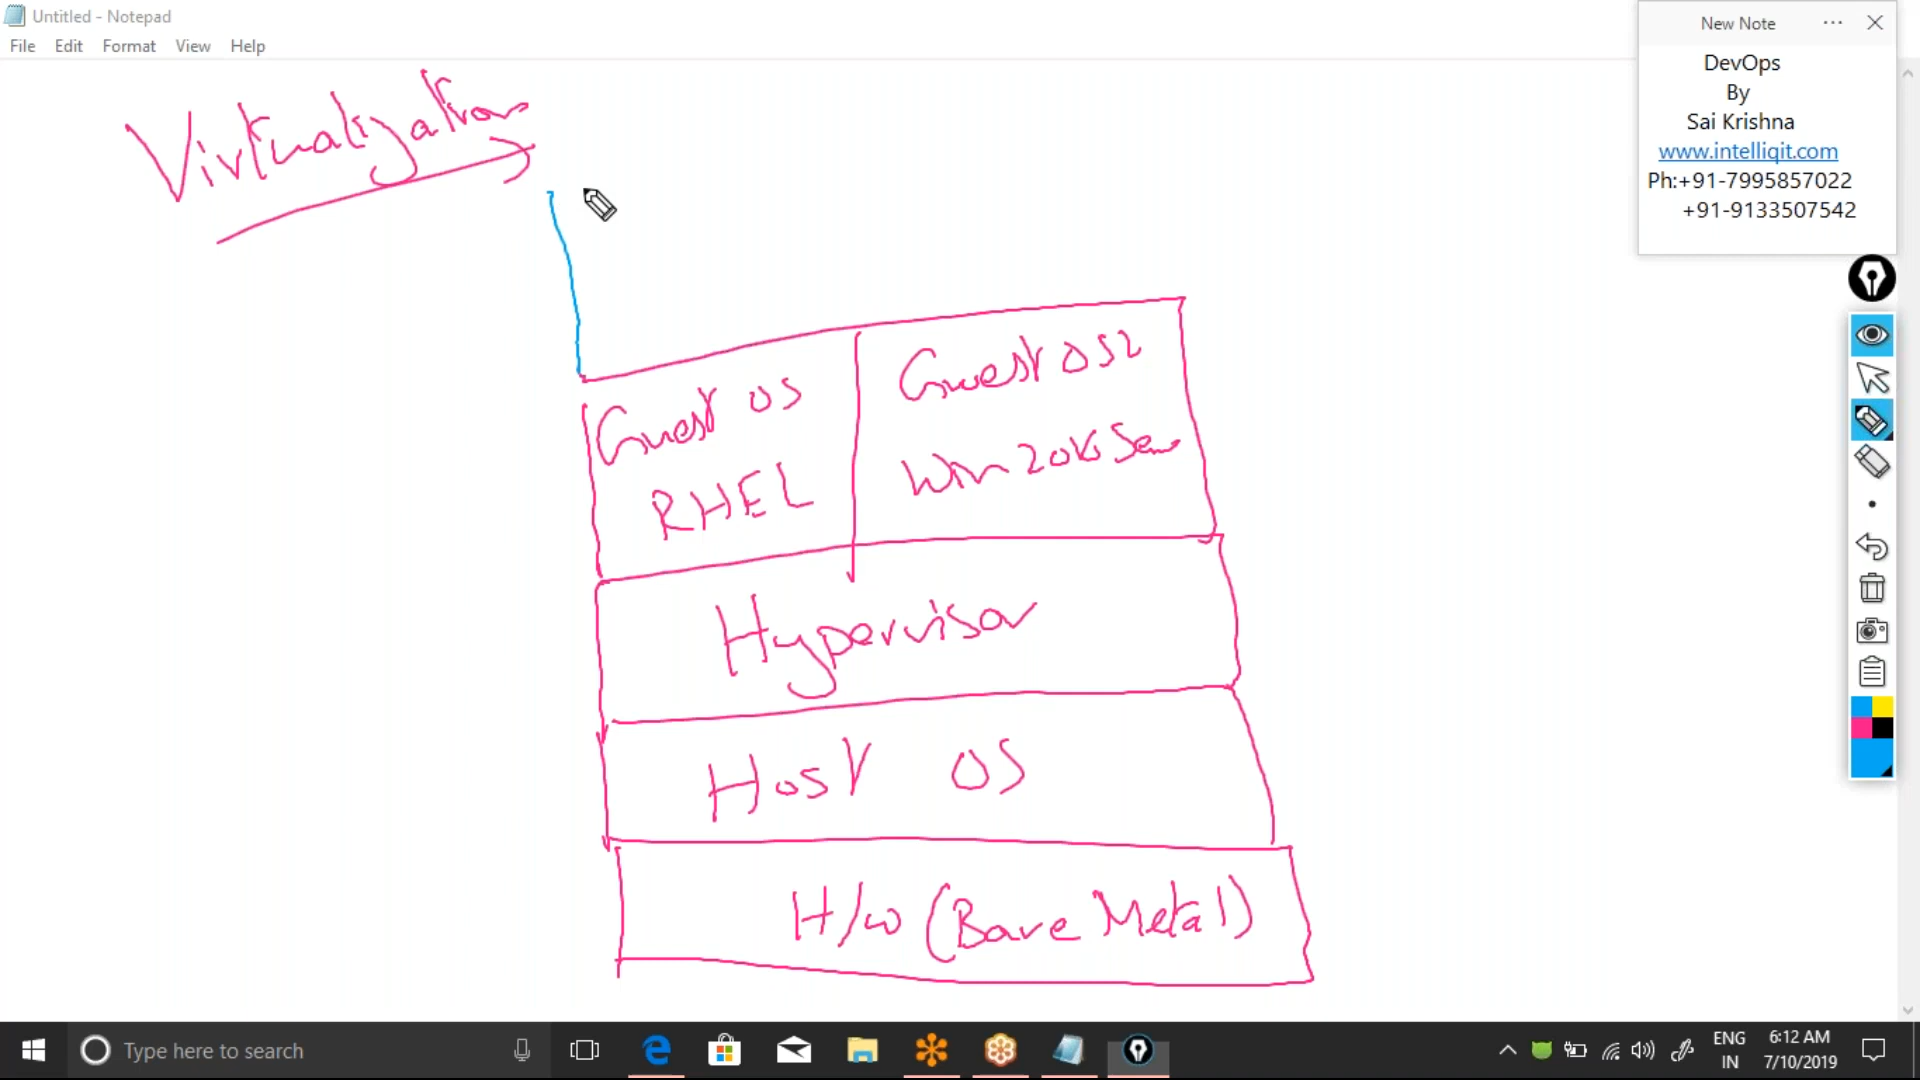 Untitled - Notepad
File Edit Format View Help
New Note
DevOps
By
Sai Krishna
www.intelliqit.com
Ph:+91-7995857022
+91-9133507542
Virtualization
Guest OS
RHEL
Guest OS2
Win 2016 Ser
Hypervisor
Host OS
H/w (Bare Metal)
Type here to search
ENG
IN
6:12 AM
7/10/2019